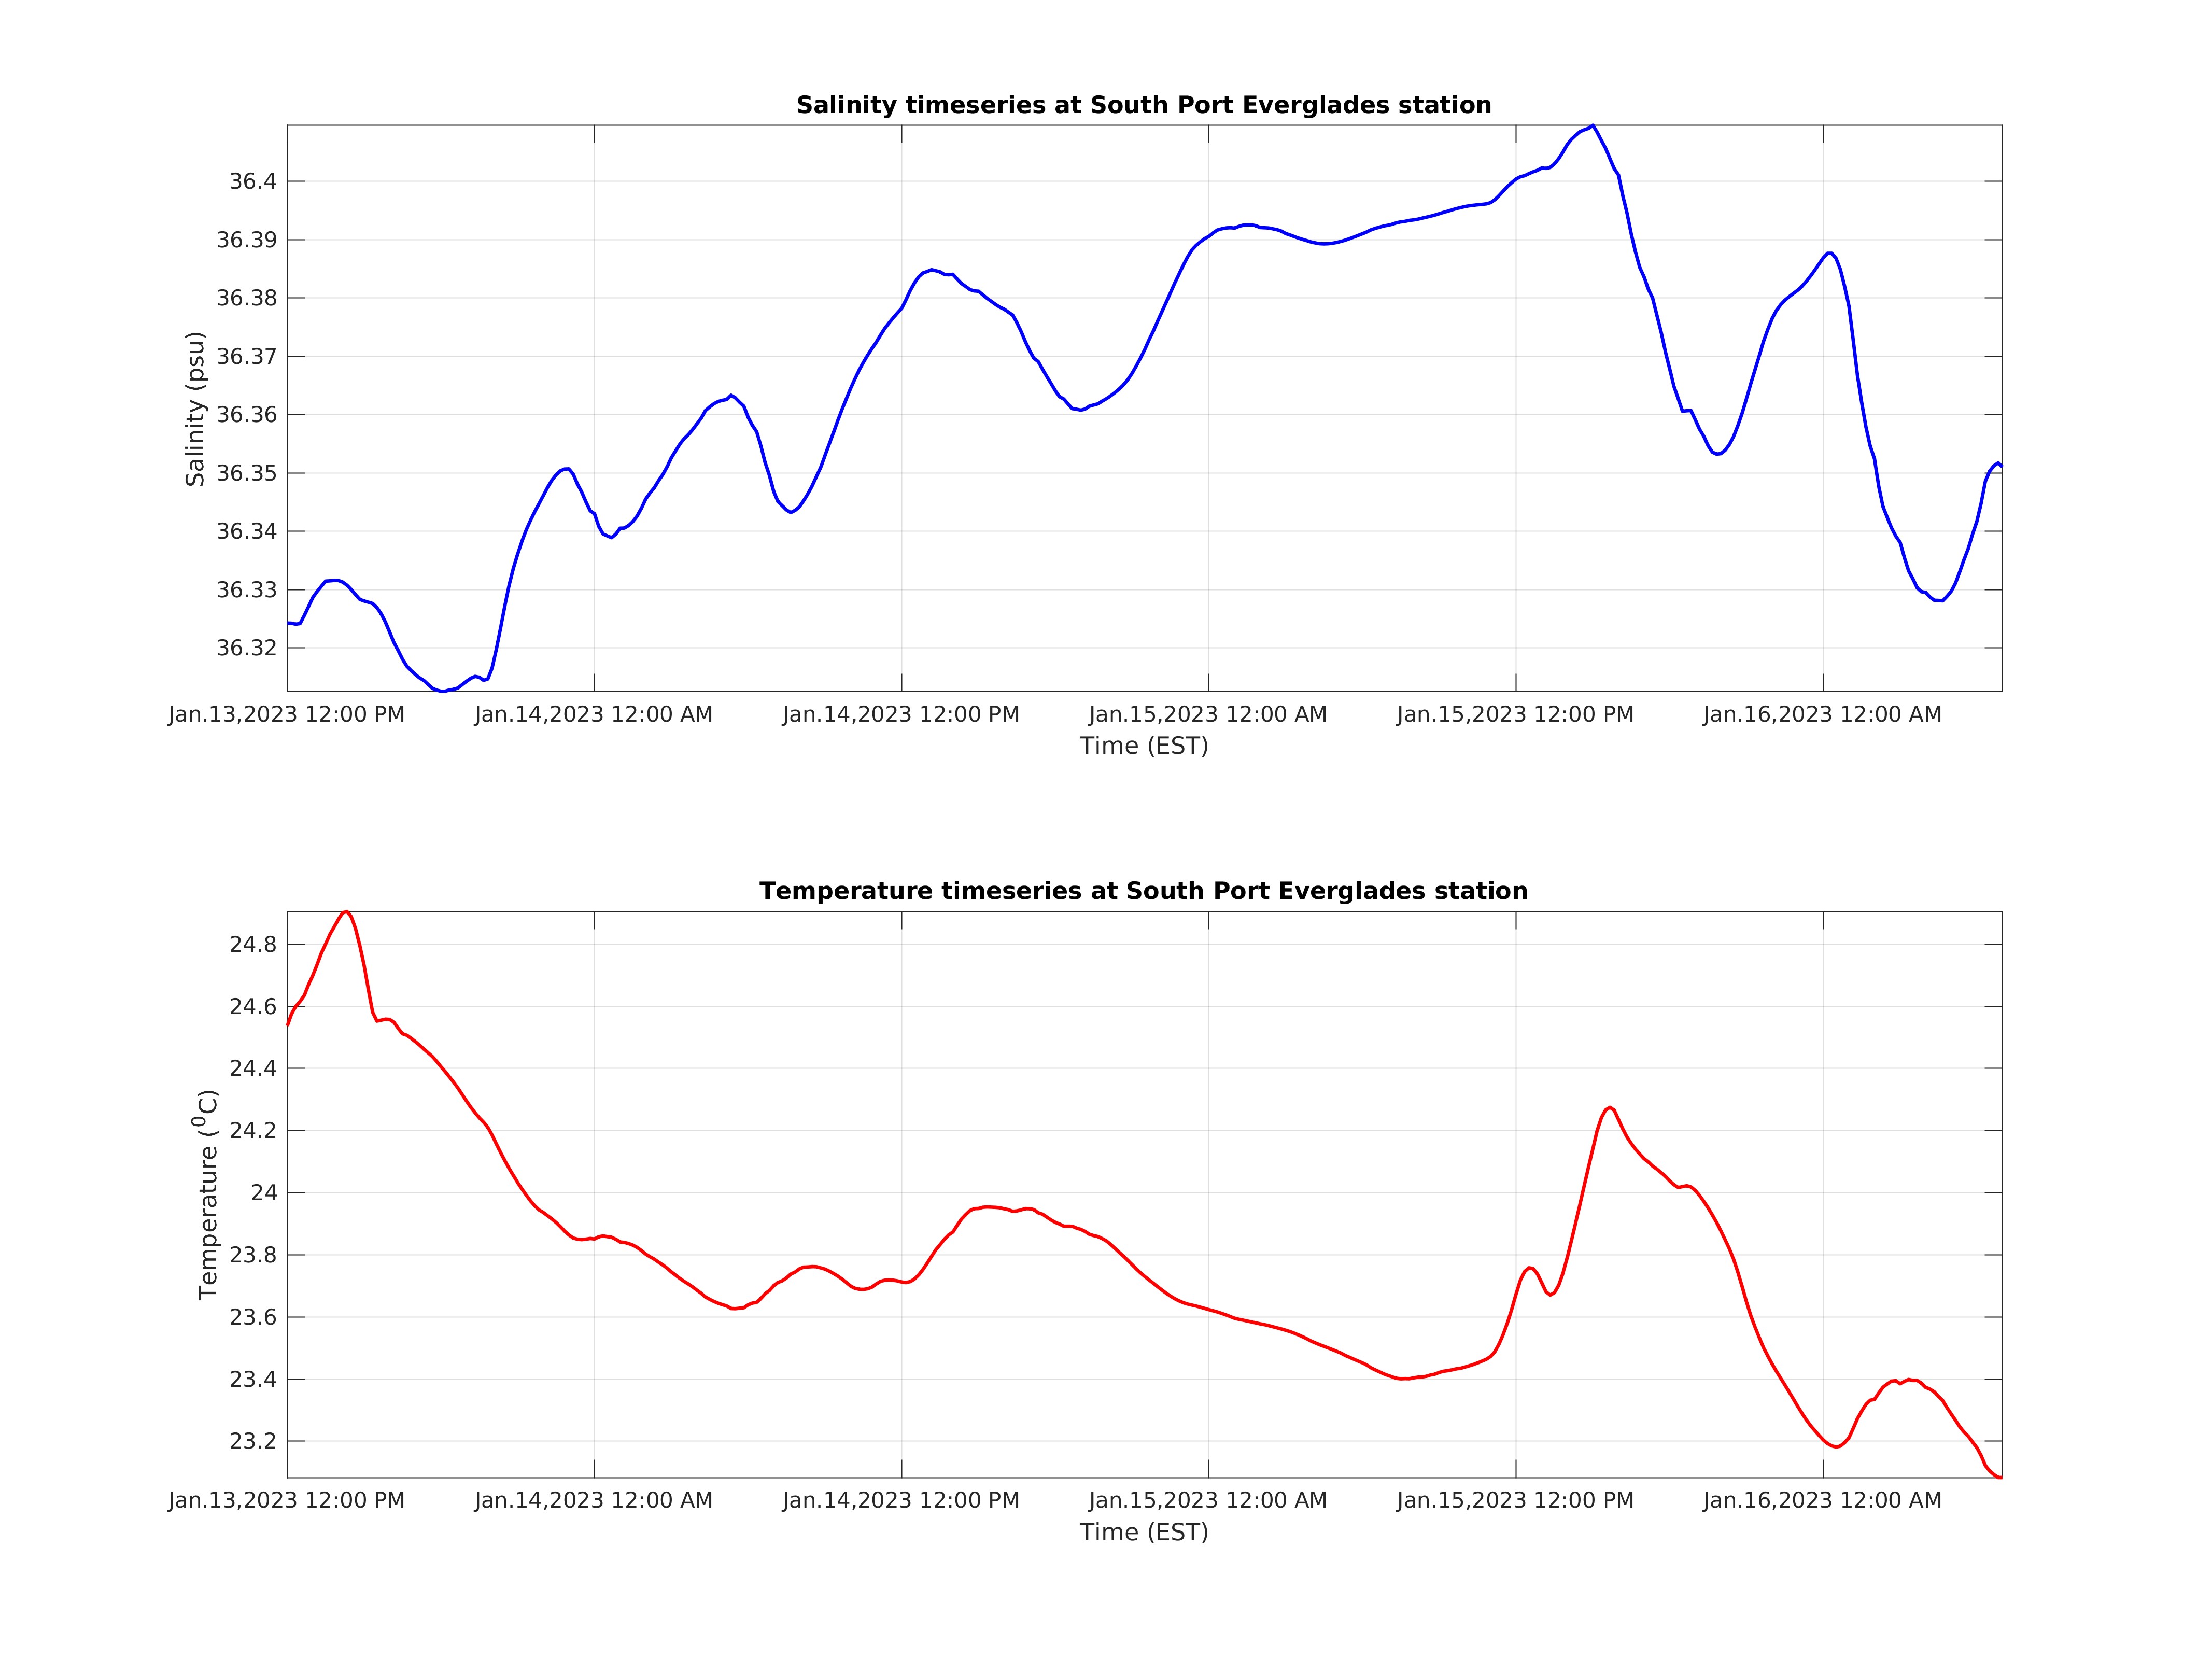 Salinity timeseries at South Port Everglades station
36.4
36.39
36.38
36.37
36.36
36.35
36.34
36.33
36.32
Salinity (psu)
Jan.13,2023 12:00 PM Jan.14,2023 12:00 AM Jan.14,2023 12:00 PM Jan.15,2023 12:00 AM Jan.15,2023 12:00 PM Jan.16,2023 12:00 AM
Time (EST)
Temperature timeseries at South Port Everglades station
24.8
24.6
24.4
24.2
24
23.8
23.6
23.4
23.2
Temperature (⁰C)
Jan.13,2023 12:00 PM Jan.14,2023 12:00 AM Jan.14,2023 12:00 PM Jan.15,2023 12:00 AM Jan.15,2023 12:00 PM Jan.16,2023 12:00 AM
Time (EST)